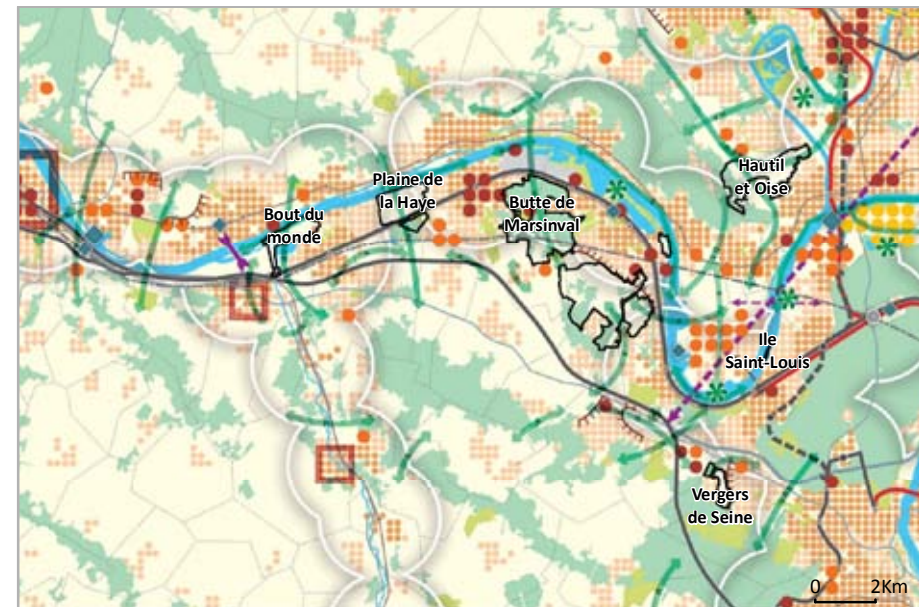 Hautil
et Oise
Plaine de
la Haye
Butte de
Marsinval
Bout du
monde
Ile
Saint-Louis
Vergers
de Seine
0 2Km